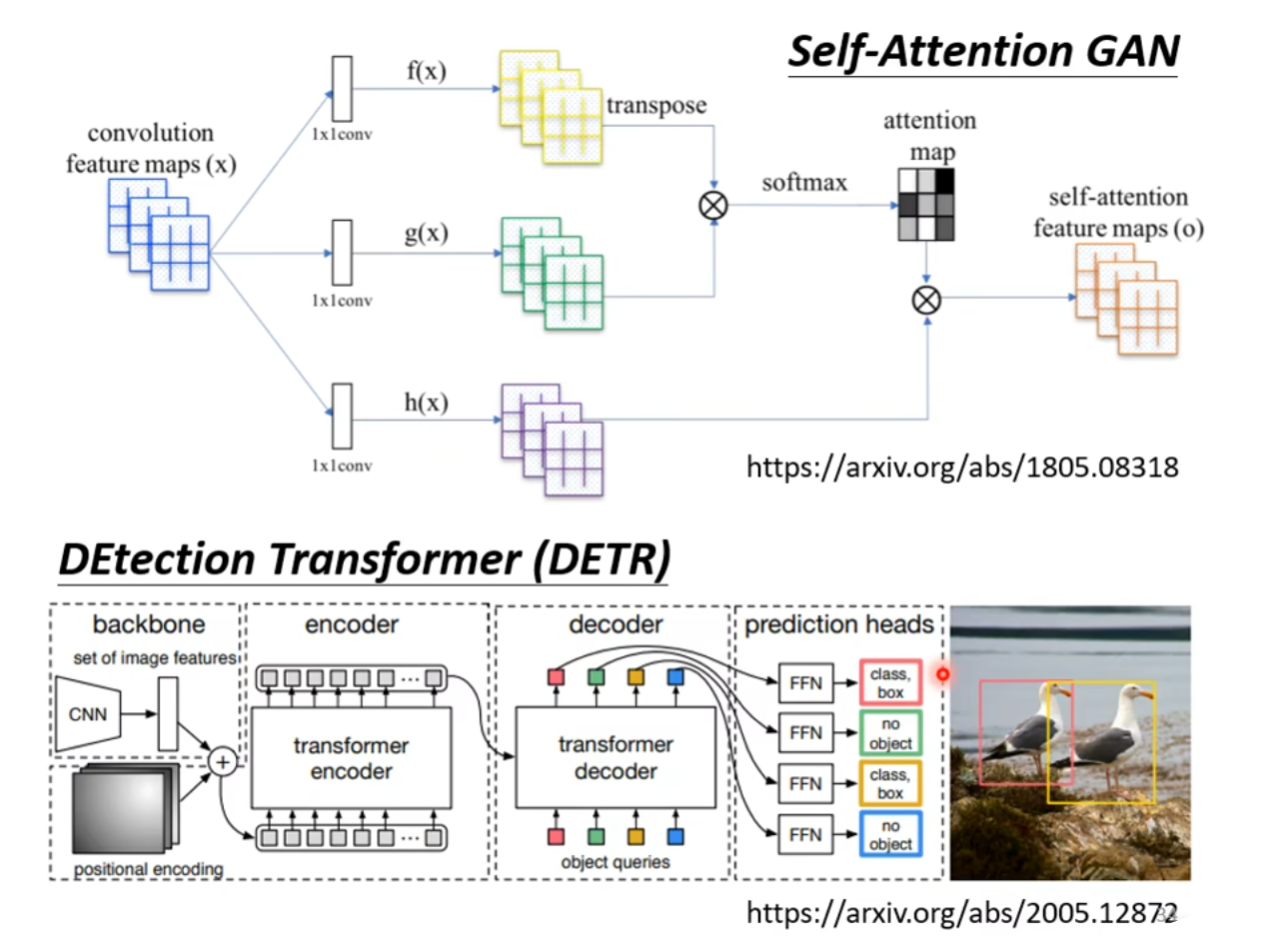 Self-Attention GAN
convolution
feature maps (x)
1x1conv
f(x)
transpose
1x1conv
g(x)
1x1conv
h(x)
softmax
attention
map
self-attention
feature maps (o)
https://arxiv.org/abs/1805.08318
DEtection Transformer (DETR)
backbone
set of image features
CNN
+
positional encoding
encoder
...
transformer
encoder
...
decoder
transformer
decoder
object queries
prediction heads
FFN
class,
box
FFN
no
object
FFN
class,
box
FFN
no
object
https://arxiv.org/abs/2005.12872
34